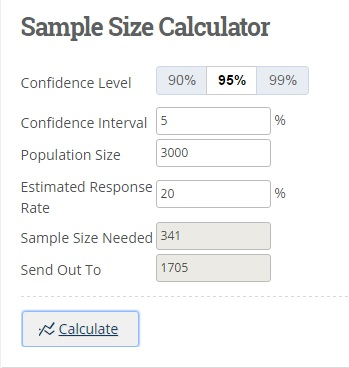 Sample Size Calculator
Confidence Level 90% 95% 99%
Confidence Interval 5 %
Population Size 3000
Estimated Response
Rate 20 %
Sample Size Needed 341
Send Out To 1705
Calculate